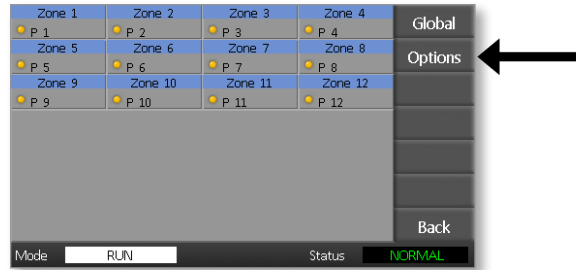 Zone 1 Zone 2 Zone 3 Zone 4 Global
P 1 P 2 P 3 P 4
Zone 5 Zone 6 Zone 7 Zone 8 Options
P 5 P 6 P 7 P 8
Zone 9 Zone 10 Zone 11 Zone 12
P 9 P 10 P 11 P 12
Back
Mode RUN Status NORMAL